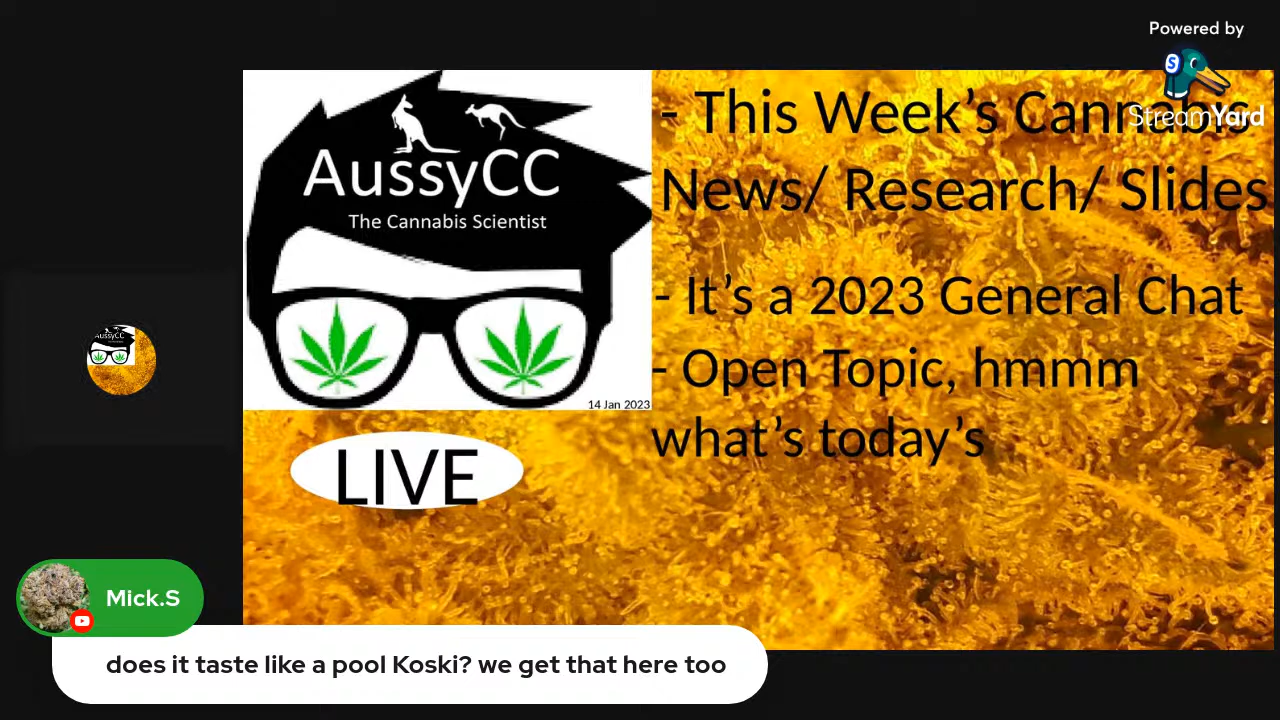 Powered by
StreamYard
AussyCC
The Cannabis Scientist
14 Jan 2023
LIVE
- This Week’s Cannabis
News/ Research/ Slides
- It’s a 2023 General Chat
- Open Topic, hmmm
what’s today’s
Mick.S
does it taste like a pool Koski? we get that here too